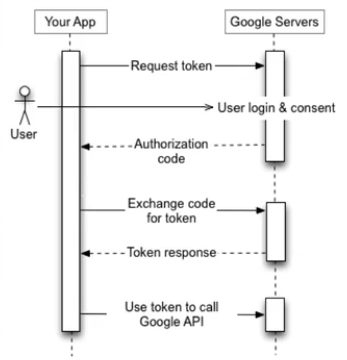 Your App
Google Servers
Request token
User login & consent
User
Authorization
code
Exchange code
for token
Token response
Use token to call
Google API